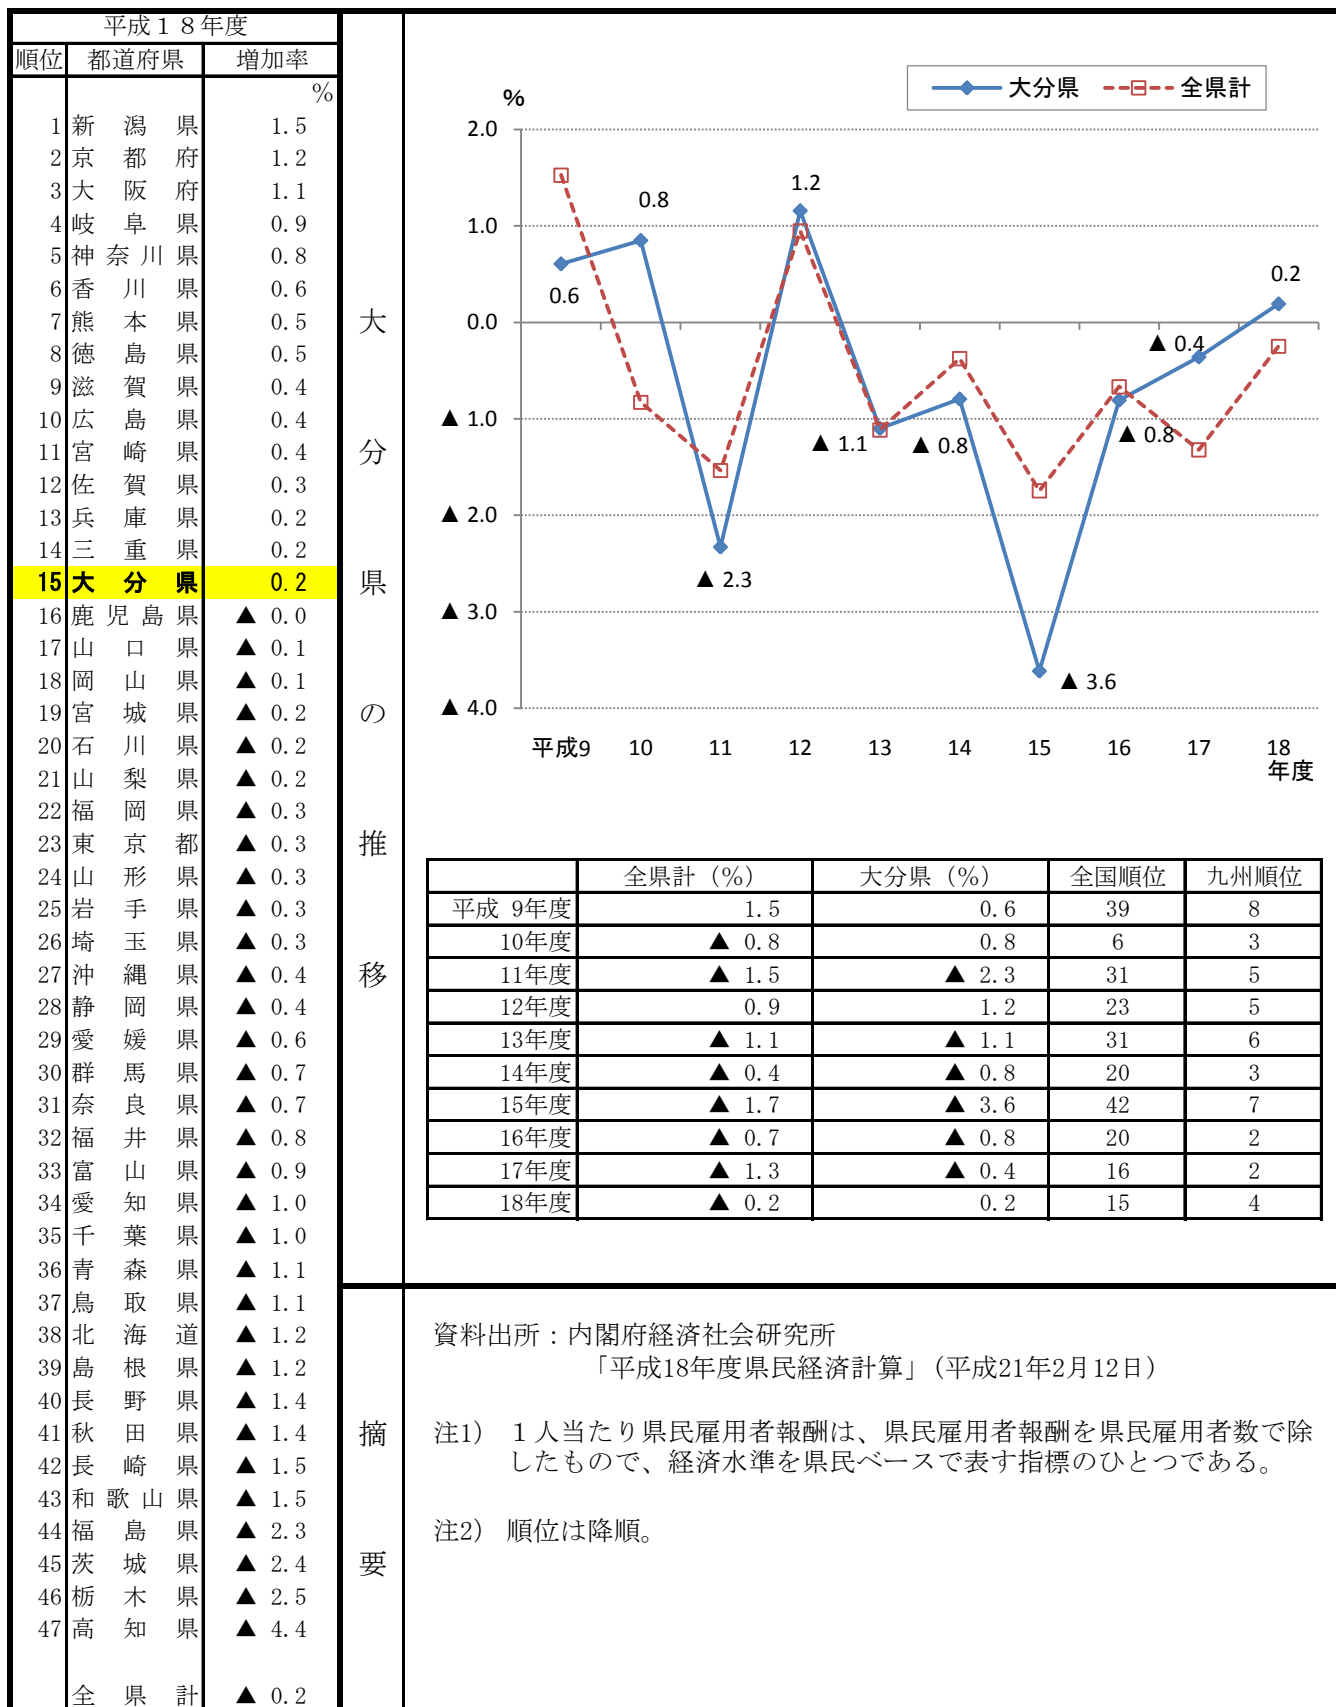 平成１８年度
順位 都道府県 増加率
%
1 新潟県 1.5
2 京都府 1.2
3 大阪府 1.1
4 岐阜県 0.9
5 神奈川県 0.8
6 香川県 0.6
7 熊本県 0.5
8 徳島県 0.5
9 滋賀県 0.4
10 広島県 0.4
11 宮崎県 0.4
12 佐賀県 0.3
13 兵庫県 0.2
14 三重県 0.2
15 大分県 0.2
16 鹿児島県 ▲ 0.0
17 山口県 ▲ 0.1
18 岡山県 ▲ 0.1
19 宮城県 ▲ 0.2
20 石川県 ▲ 0.2
21 山梨県 ▲ 0.2
22 福岡県 ▲ 0.3
23 東京都 ▲ 0.3
24 山形県 ▲ 0.3
25 岩手県 ▲ 0.3
26 埼玉県 ▲ 0.3
27 沖縄県 ▲ 0.4
28 静岡県 ▲ 0.4
29 愛媛県 ▲ 0.6
30 群馬県 ▲ 0.7
31 奈良県 ▲ 0.7
32 福井県 ▲ 0.8
33 富山県 ▲ 0.9
34 愛知県 ▲ 1.0
35 千葉県 ▲ 1.0
36 青森県 ▲ 1.1
37 鳥取県 ▲ 1.1
38 北海道 ▲ 1.2
39 島根県 ▲ 1.2
40 長野県 ▲ 1.4
41 秋田県 ▲ 1.4
42 長崎県 ▲ 1.5
43 和歌山県 ▲ 1.5
44 福島県 ▲ 2.3
45 茨城県 ▲ 2.4
46 栃木県 ▲ 2.5
47 高知県 ▲ 4.4
全県計 ▲ 0.2
大分県の推移
大分県 全県計
%
2.0
1.0
0.0
▲ 1.0
▲ 2.0
▲ 3.0
▲ 4.0
0.6
0.8
▲ 2.3
1.2
▲ 1.1
▲ 0.8
▲ 3.6
▲ 0.8
▲ 0.4
0.2
平成9 10 11 12 13 14 15 16 17 18
年度
全県計（%） 大分県（%） 全国順位 九州順位
平成 9年度 1.5 0.6 39 8
10年度 ▲ 0.8 0.8 6 3
11年度 ▲ 1.5 ▲ 2.3 31 5
12年度 0.9 1.2 23 5
13年度 ▲ 1.1 ▲ 1.1 31 6
14年度 ▲ 0.4 ▲ 0.8 20 3
15年度 ▲ 1.7 ▲ 3.6 42 7
16年度 ▲ 0.7 ▲ 0.8 20 2
17年度 ▲ 1.3 ▲ 0.4 16 2
18年度 ▲ 0.2 0.2 15 4
摘要
資料出所：内閣府経済社会研究所
「平成18年度県民経済計算」（平成21年2月12日）
注1） １人当たり県民雇用者報酬は、県民雇用者報酬を県民雇用者数で除
したもので、経済水準を県民ベースで表す指標のひとつである。
注2） 順位は降順。